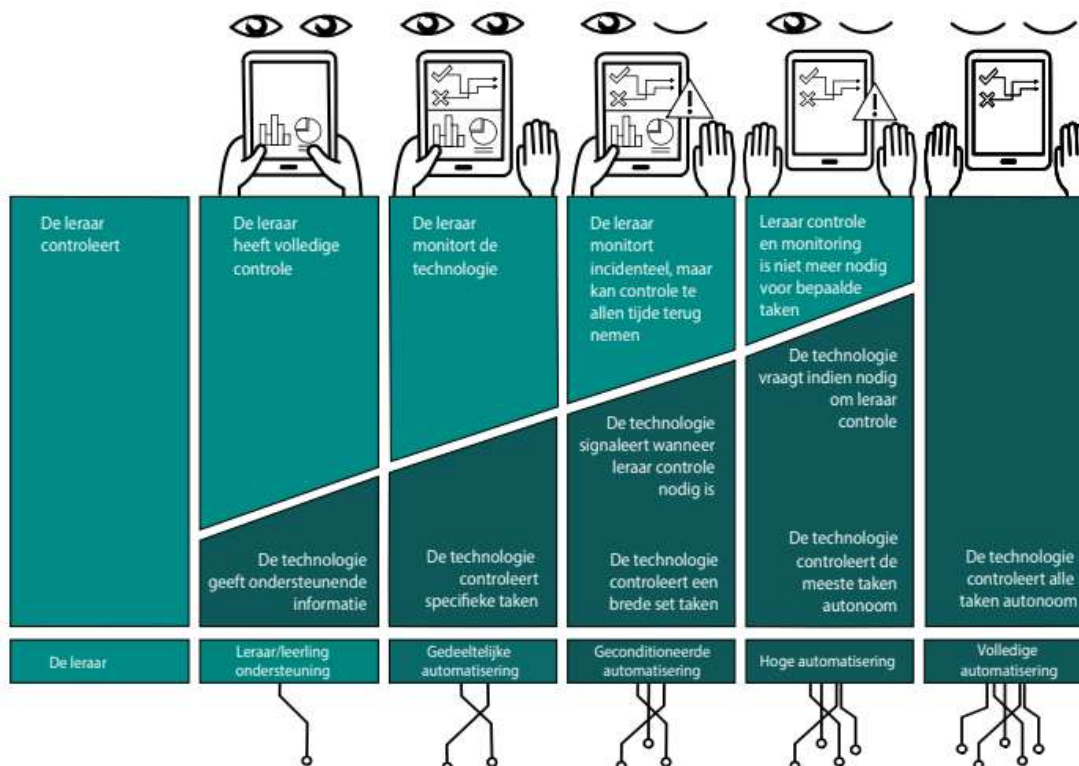 De leraar
controleert
De leraar
heeft volledige
controle
De leraar
monitort de
technologie
De leraar
monitort
incidenteel, maar
kan controle te
allen tijde terug
nemen
Leraar controle
en monitoring
is niet meer nodig
voor bepaalde
taken
De technologie
geeft ondersteunende
informatie
De technologie
controleert
specifieke taken
De technologie
signaleert wanneer
leraar controle
nodig is
De technologie
controleert een
brede set taken
De technologie
vraagt indien nodig
om leraar
controle
De technologie
controleert de
meeste taken
autonoom
De technologie
controleert alle
taken autonoom
De leraar
Leraar/leerling
ondersteuning
Gedeeltelijke
automatisering
Geconditioneerde
automatisering
Hoge automatisering
Volledige
automatisering